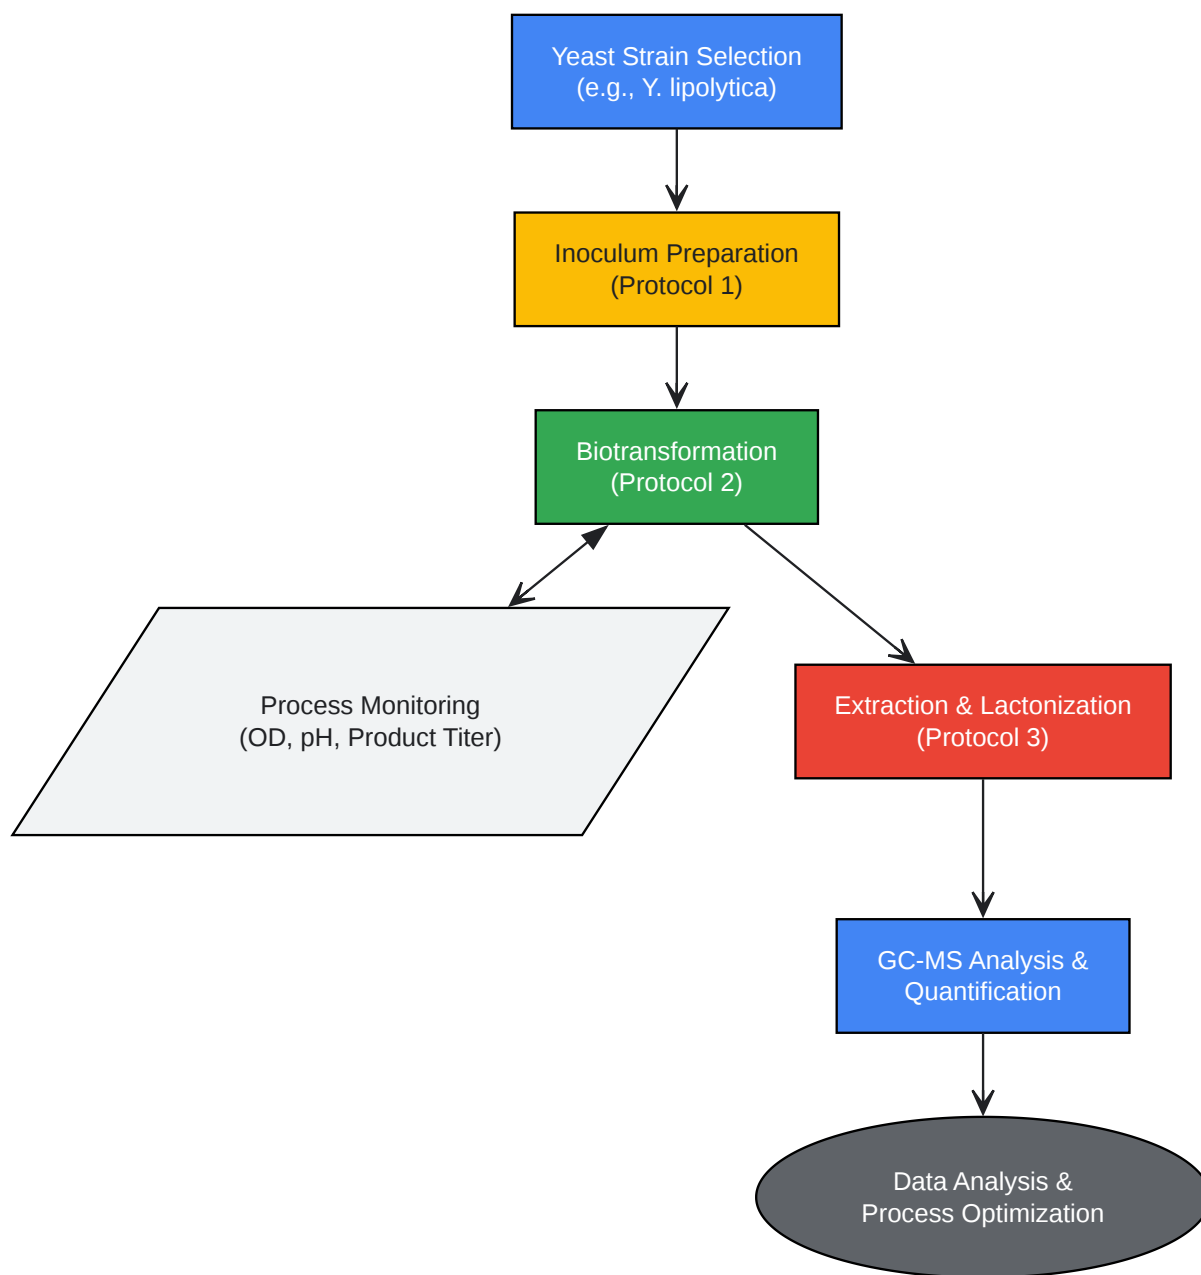 Yeast Strain Selection
(e.g., Y. lipolytica)
Inoculum Preparation
(Protocol 1)
Biotransformation
(Protocol 2)
Process Monitoring
(OD, pH, Product Titer)
Extraction & Lactonization
(Protocol 3)
GC-MS Analysis &
Quantification
Data Analysis &
Process Optimization